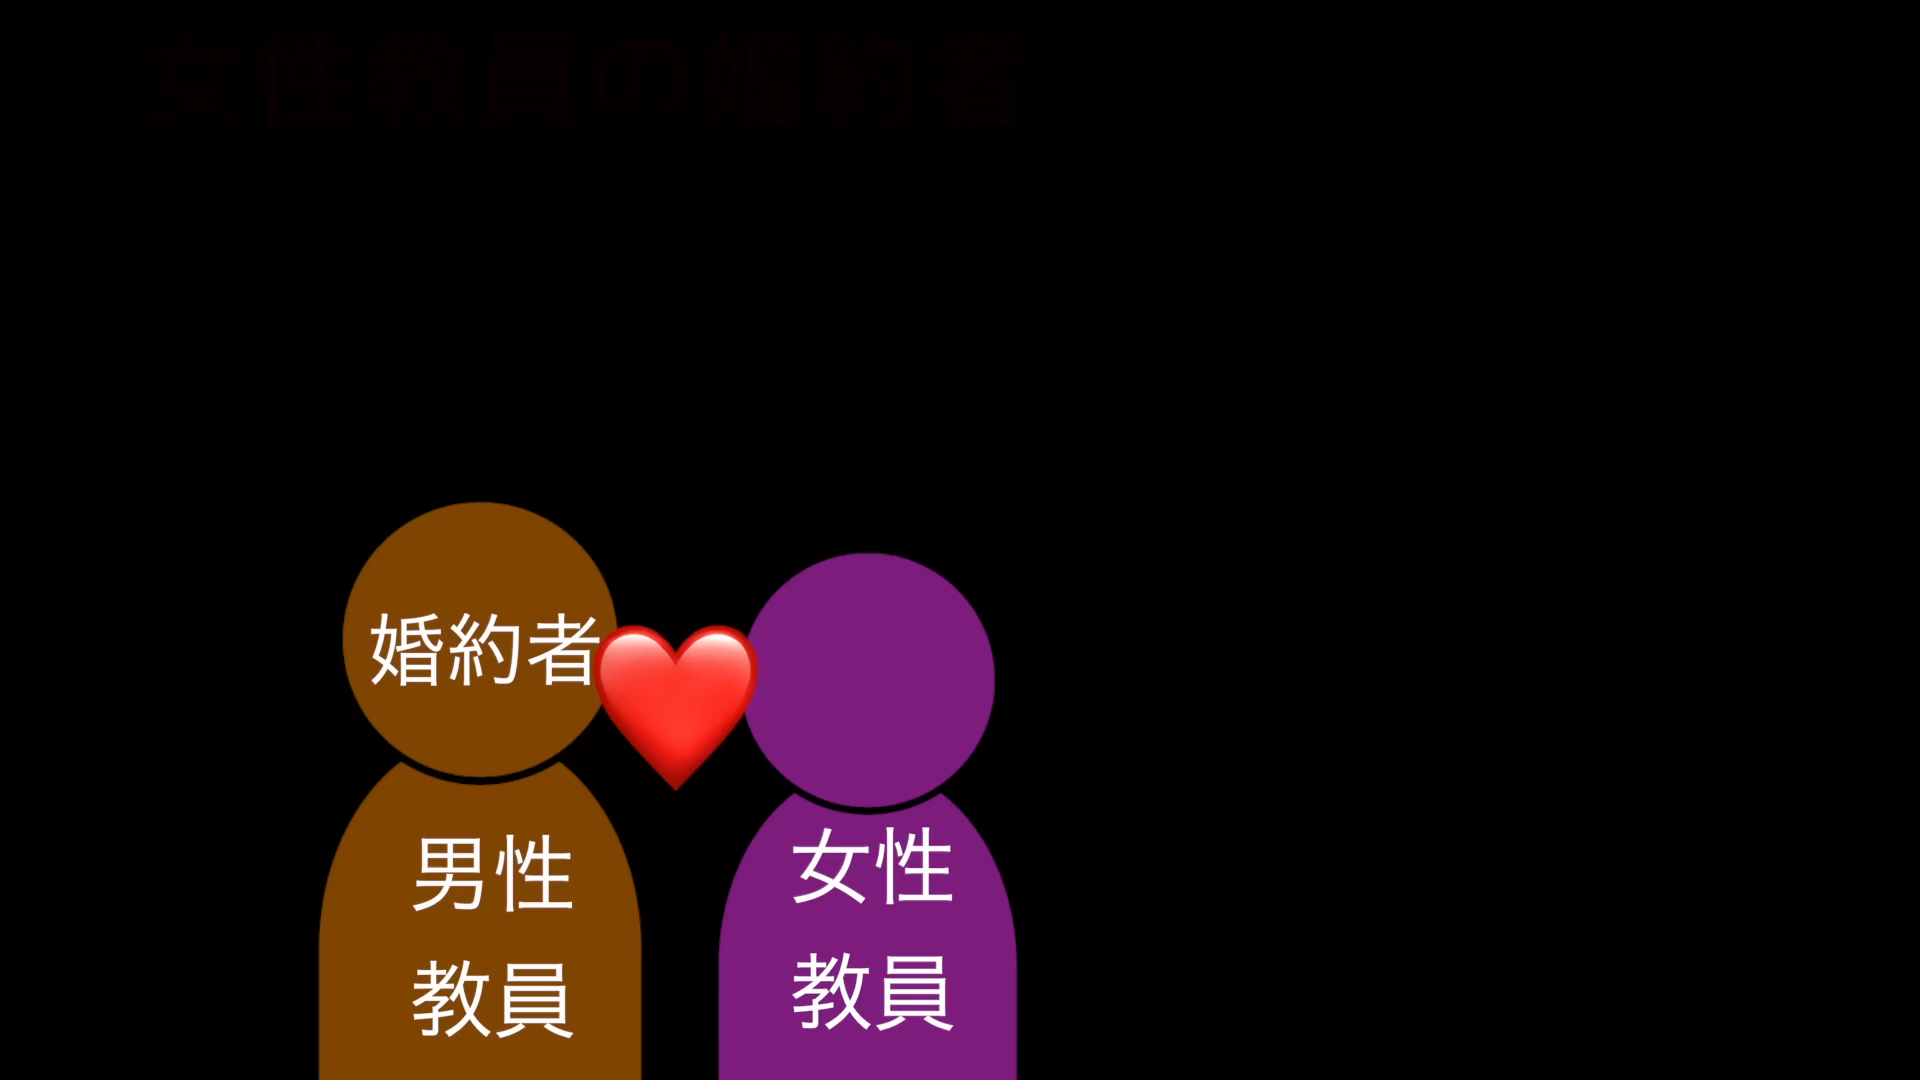 女性教員の婚約者
婚約者
男性
教員
女性
教員